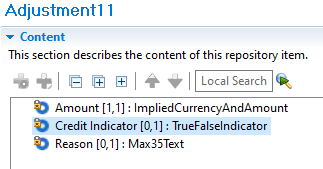 Adjustment11
Content
This section describes the content of this repository item.
Local Search
Amount [1,1] : ImpliedCurrencyAndAmount
Credit Indicator [0,1] : TrueFalseIndicator
Reason [0,1] : Max35Text